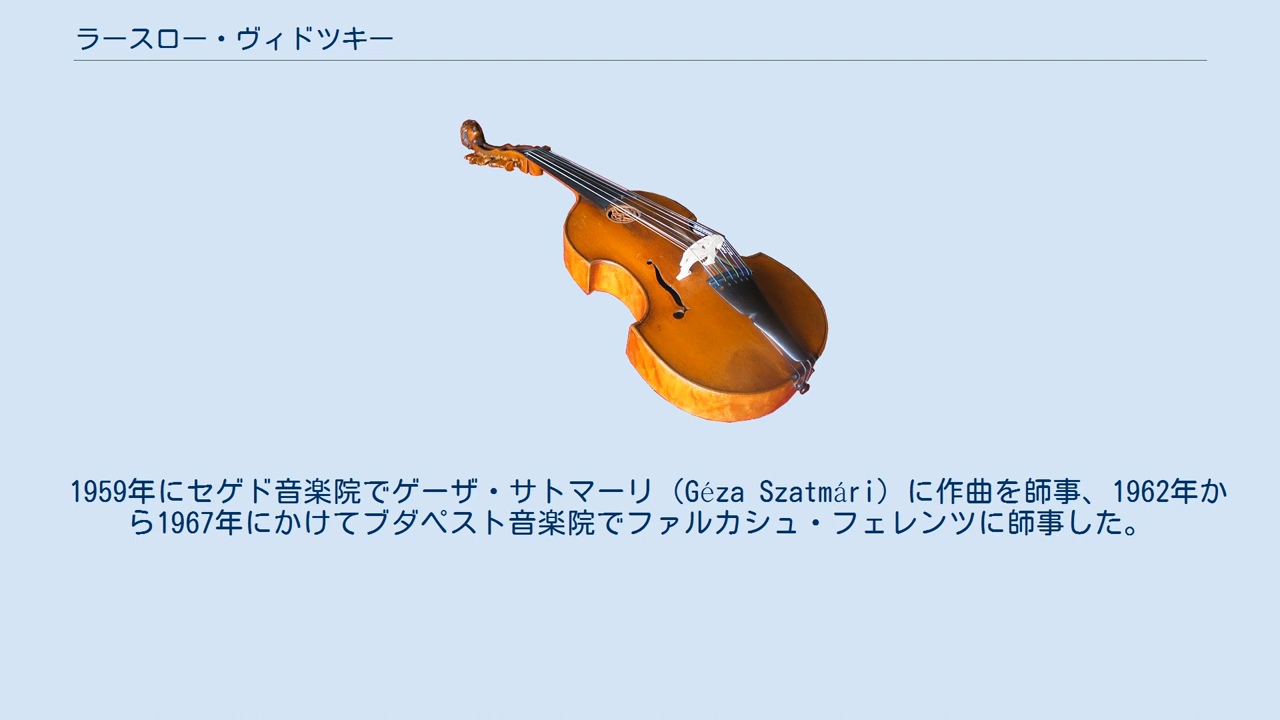 ラースロー・ヴィドツキー
1959年にセゲド音楽院でゲーザ・サトマーリ（Géza Szatmári）に作曲を師事、1962年か
ら1967年にかけてブダペスト音楽院でファルカシュ・フェレンツに師事した。